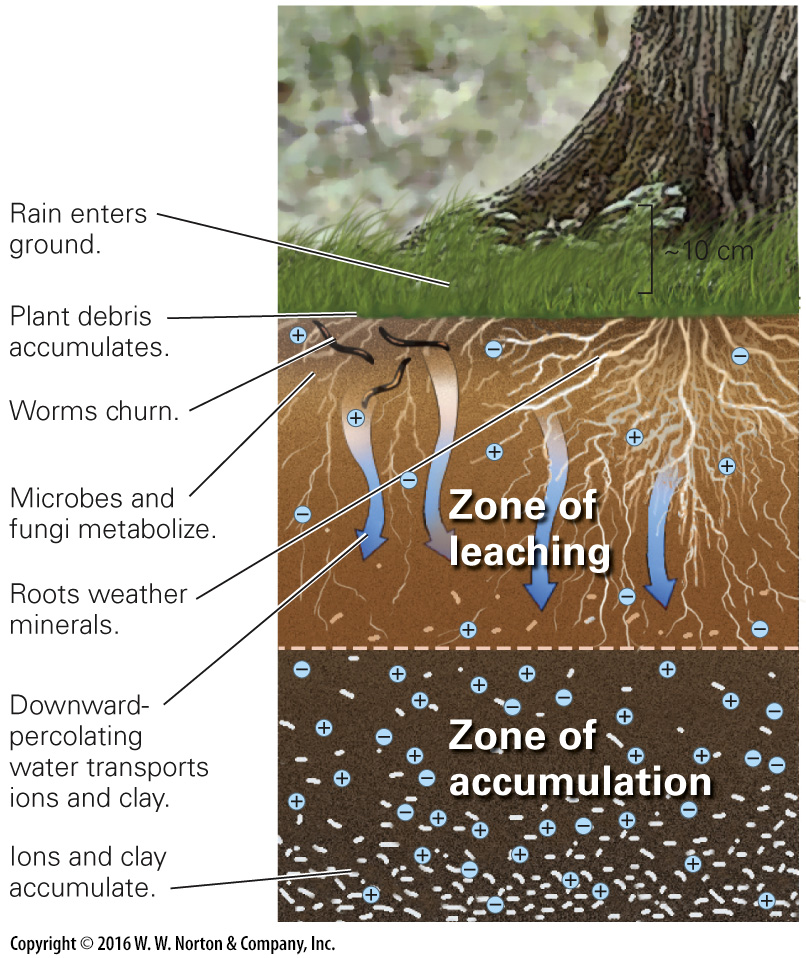 Rain enters
ground.
~10 cm
Plant debris
accumulates.
Worms churn.
Microbes and
fungi metabolize.
Zone of
leaching
Roots weather
minerals.
Downward-
percolating
water transports
ions and clay.
Zone of
accumulation
Ions and clay
accumulate.
Copyright © 2016 W. W. Norton & Company, Inc.